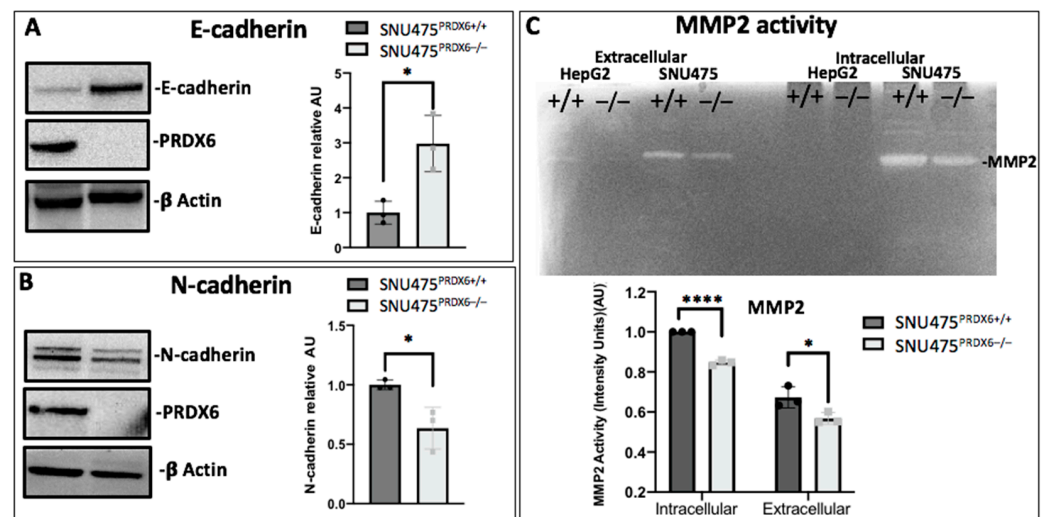 A
E-cadherin
SNU475PRDX6+/+
SNU475PRDX6−/−
-E-cadherin
-PRDX6
-β Actin
E-cadherin relative AU
5
4
3
2
1
0
*
B
N-cadherin
SNU475PRDX6+/+
SNU475PRDX6−/−
-N-cadherin
-PRDX6
-β Actin
N-cadherin relative AU
1.5
1.0
0.5
0.0
*
C
MMP2 activity
Extracellular
Intracellular
HepG2 SNU475
HepG2 SNU475
+/+ −/− +/+ −/−
+/+ −/− +/+ −/−
-MMP2
MMP2
MMP2 Activity (Intensity Units)(AU)
1.2
1.0
0.8
0.6
0.4
0.2
****
*
Intracellular
Extracellular
SNU475PRDX6+/+
SNU475PRDX6−/−